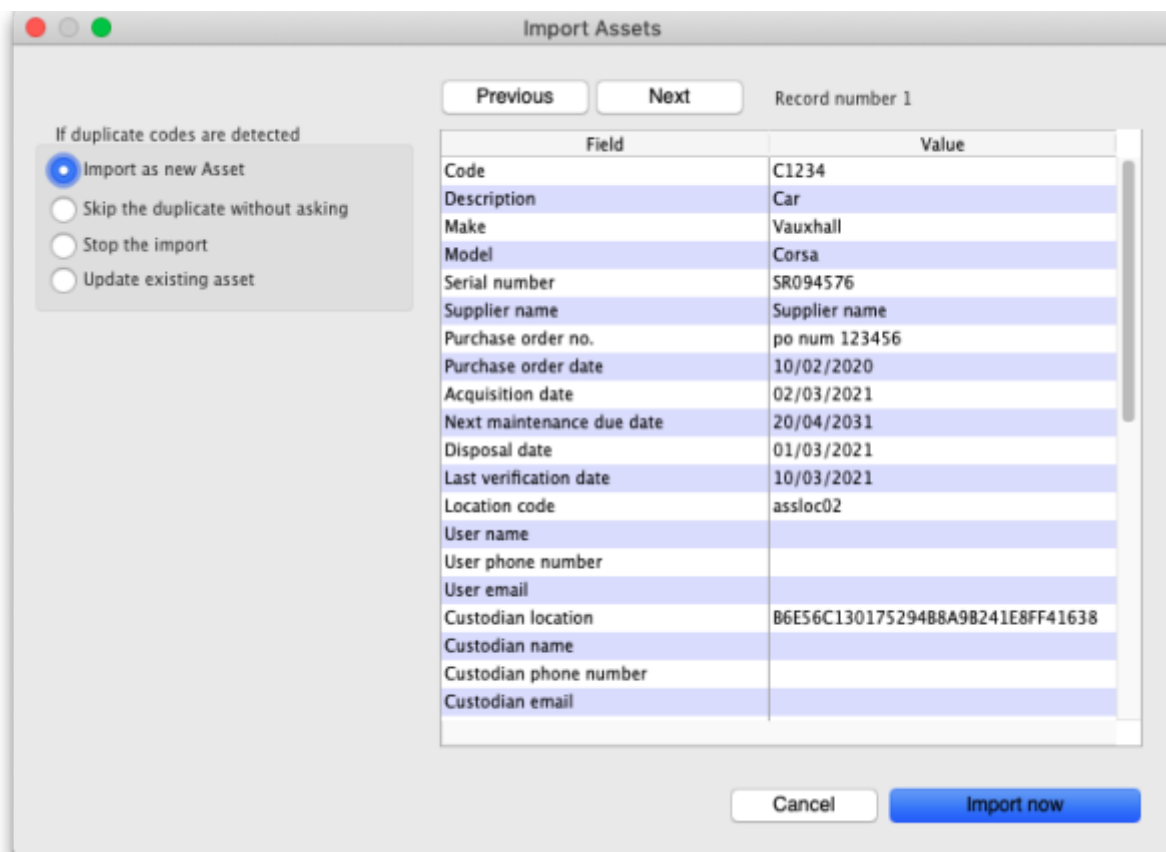 Import Assets
Previous Next Record number 1
If duplicate codes are detected
Import as new Asset
Skip the duplicate without asking
Stop the import
Update existing asset
Field Value
Code C1234
Description Car
Make Vauxhall
Model Corsa
Serial number SR094576
Supplier name Supplier name
Purchase order no. po num 123456
Purchase order date 10/02/2020
Acquisition date 02/03/2021
Next maintenance due date 20/04/2031
Disposal date 01/03/2021
Last verification date 10/03/2021
Location code assloc02
User name
User phone number
User email
Custodian location B6E56C130175294B8A9B241E8FF41638
Custodian name
Custodian phone number
Custodian email
Cancel Import now